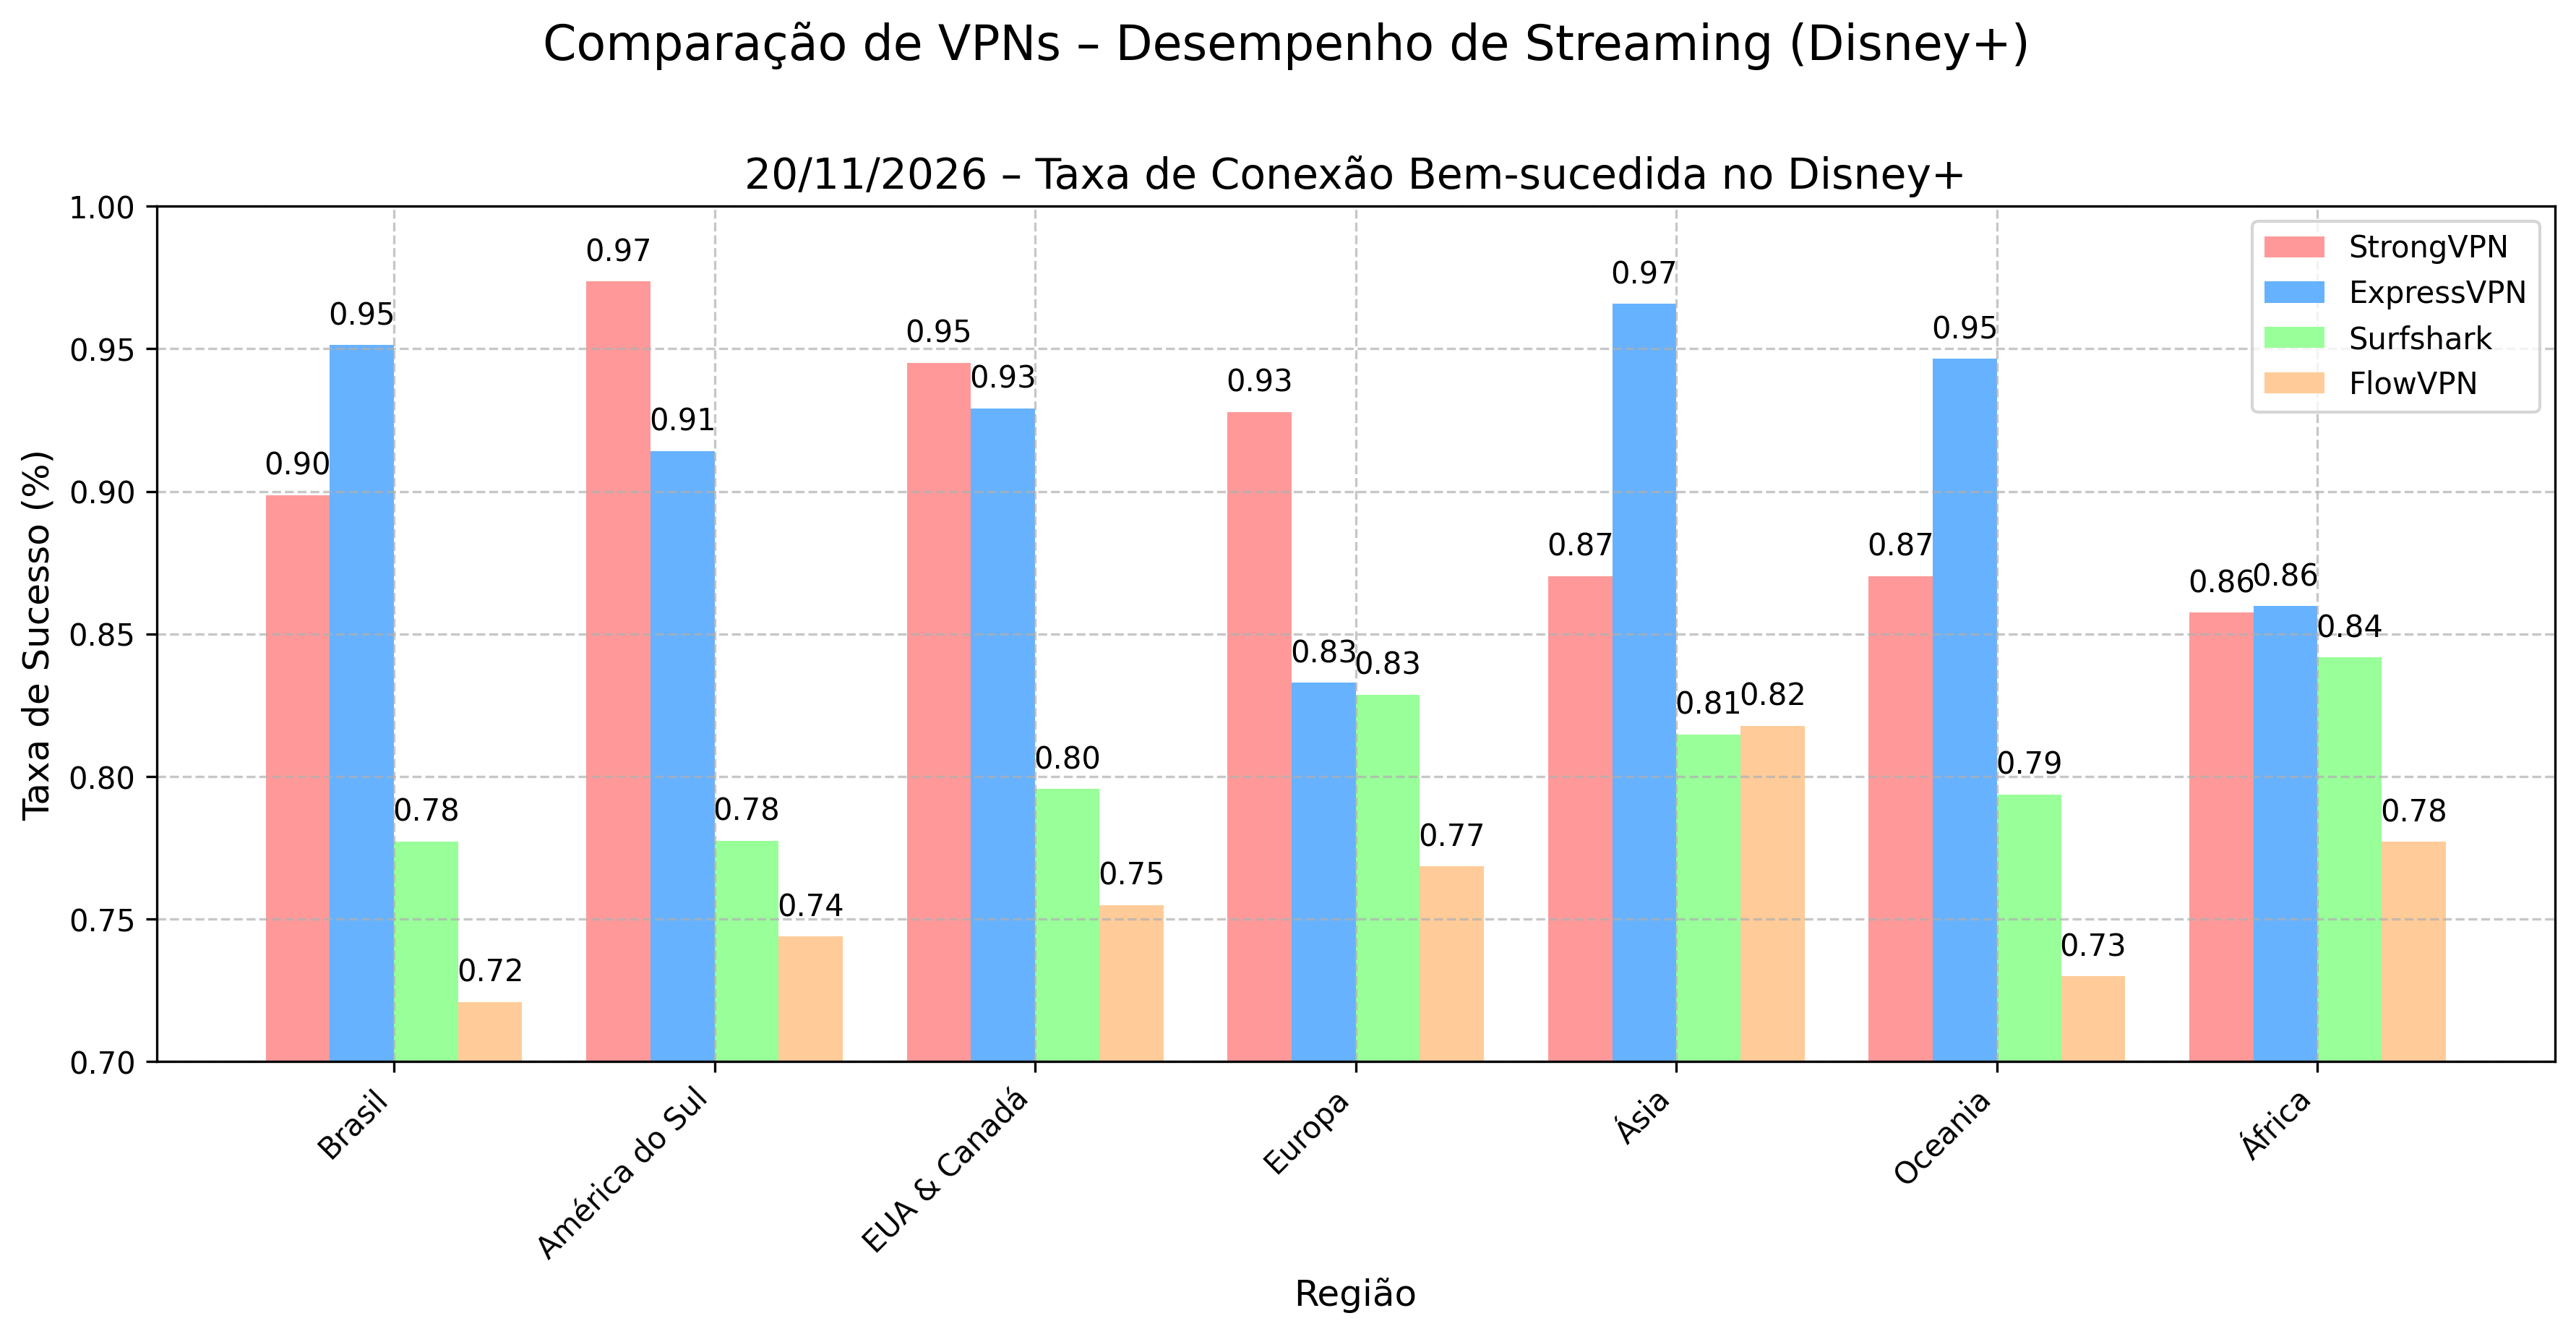 Comparação de VPNs – Desempenho de Streaming (Disney+)
20/11/2026 – Taxa de Conexão Bem-sucedida no Disney+
Taxa de Sucesso (%)
1.00
0.95
0.90
0.85
0.80
0.75
0.70
StrongVPN
ExpressVPN
Surfshark
FlowVPN
0.90 0.95 0.78 0.72
0.97 0.91 0.78 0.74
0.95 0.93 0.80 0.75
0.93 0.83 0.83 0.77
0.87 0.97 0.81 0.82
0.87 0.95 0.79 0.73
0.86 0.86 0.84 0.78
Brasil
América do Sul
EUA & Canadá
Europa
Ásia
Oceania
África
Região